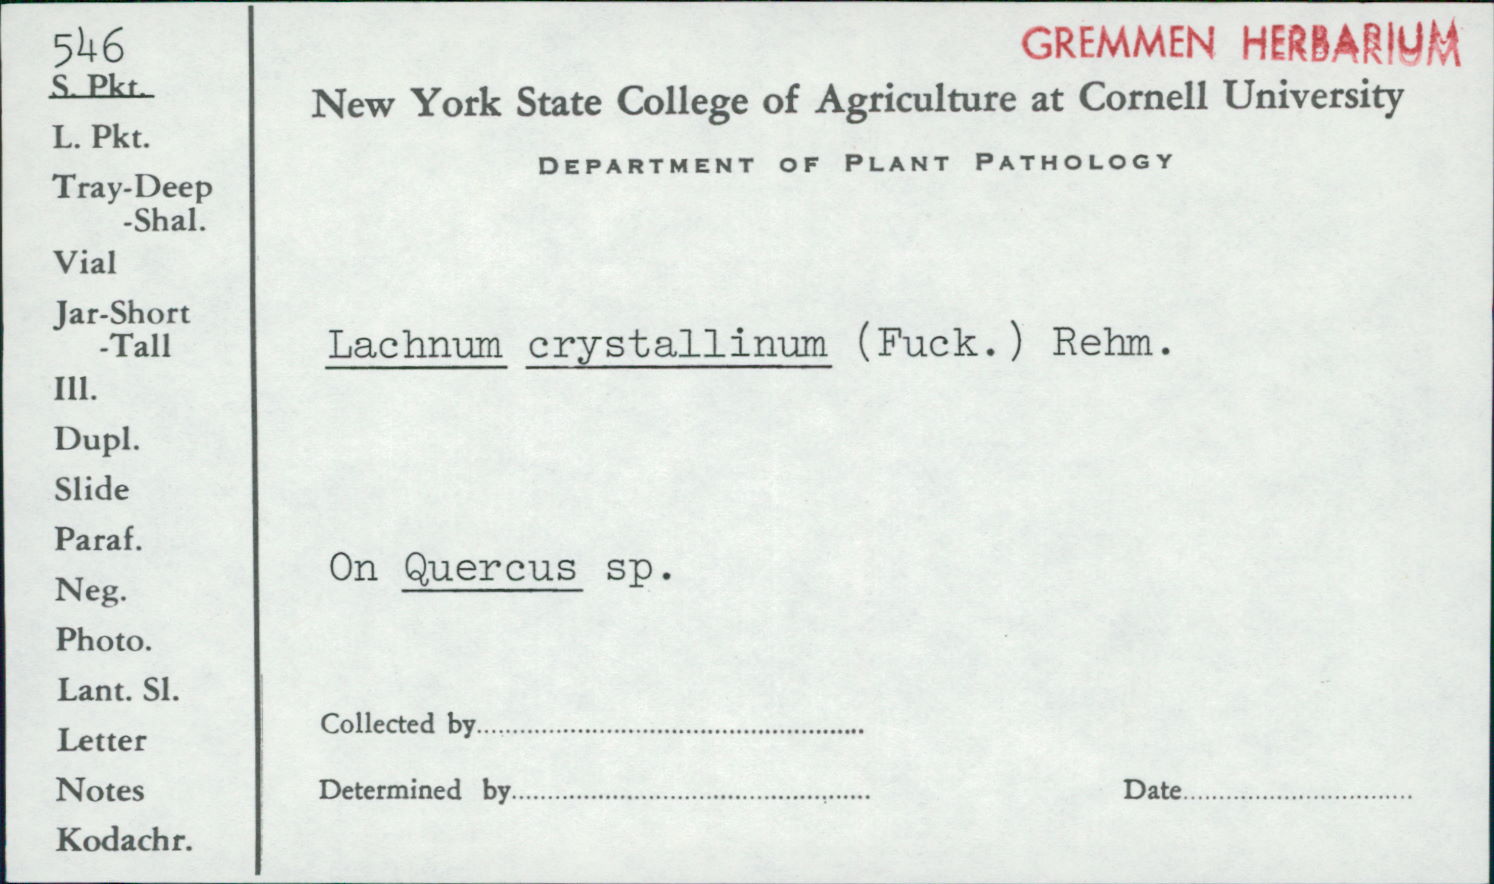 546
S. Pkt.
L. Pkt.
Tray-Deep
-Shal.
Vial
Jar-Short
-Tall
Ill.
Dupl.
Slide
Paraf.
Neg.
Photo.
Lant. Sl.
Letter
Notes
Kodachr.
GREMMEN HERBARIUM
New York State College of Agriculture at Cornell University
DEPARTMENT OF PLANT PATHOLOGY
Lachnum crystallinum (Fuck.) Rehm.
On Quercus sp.
Collected by
Determined by
Date